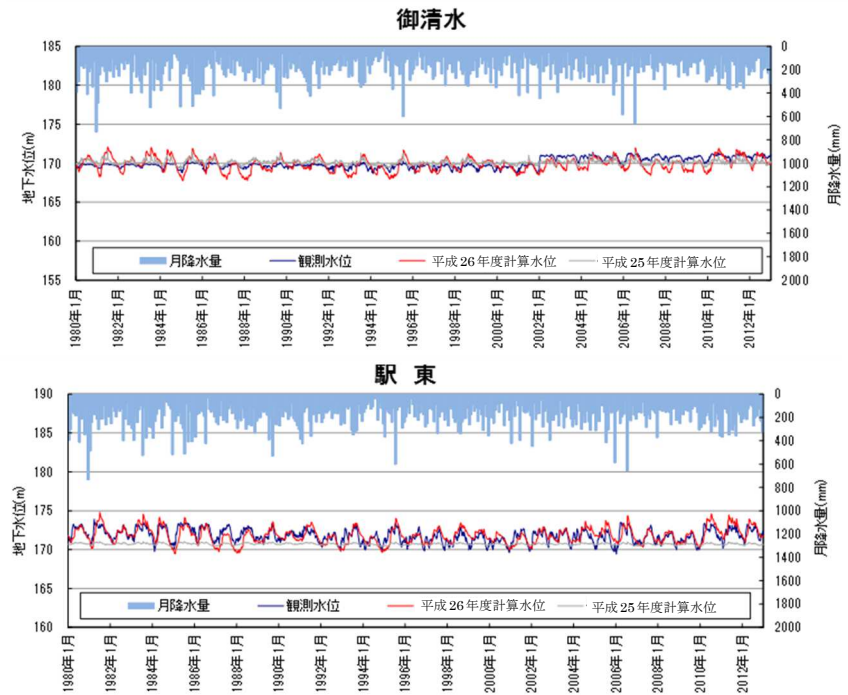 御清水
地下水位(m)
185
180
175
170
165
160
155
月降水量(mm)
0
200
400
600
800
1000
1200
1400
1600
1800
2000
月降水量 観測水位 平成26年度計算水位 平成25年度計算水位
1980年1月
1982年1月
1984年1月
1986年1月
1988年1月
1990年1月
1992年1月
1994年1月
1996年1月
1998年1月
2000年1月
2002年1月
2004年1月
2006年1月
2008年1月
2010年1月
2012年1月
駅 東
地下水位(m)
190
185
180
175
170
165
160
月降水量(mm)
0
200
400
600
800
1000
1200
1400
1600
1800
2000
月降水量 観測水位 平成26年度計算水位 平成25年度計算水位
1980年1月
1982年1月
1984年1月
1986年1月
1988年1月
1990年1月
1992年1月
1994年1月
1996年1月
1998年1月
2000年1月
2002年1月
2004年1月
2006年1月
2008年1月
2010年1月
2012年1月